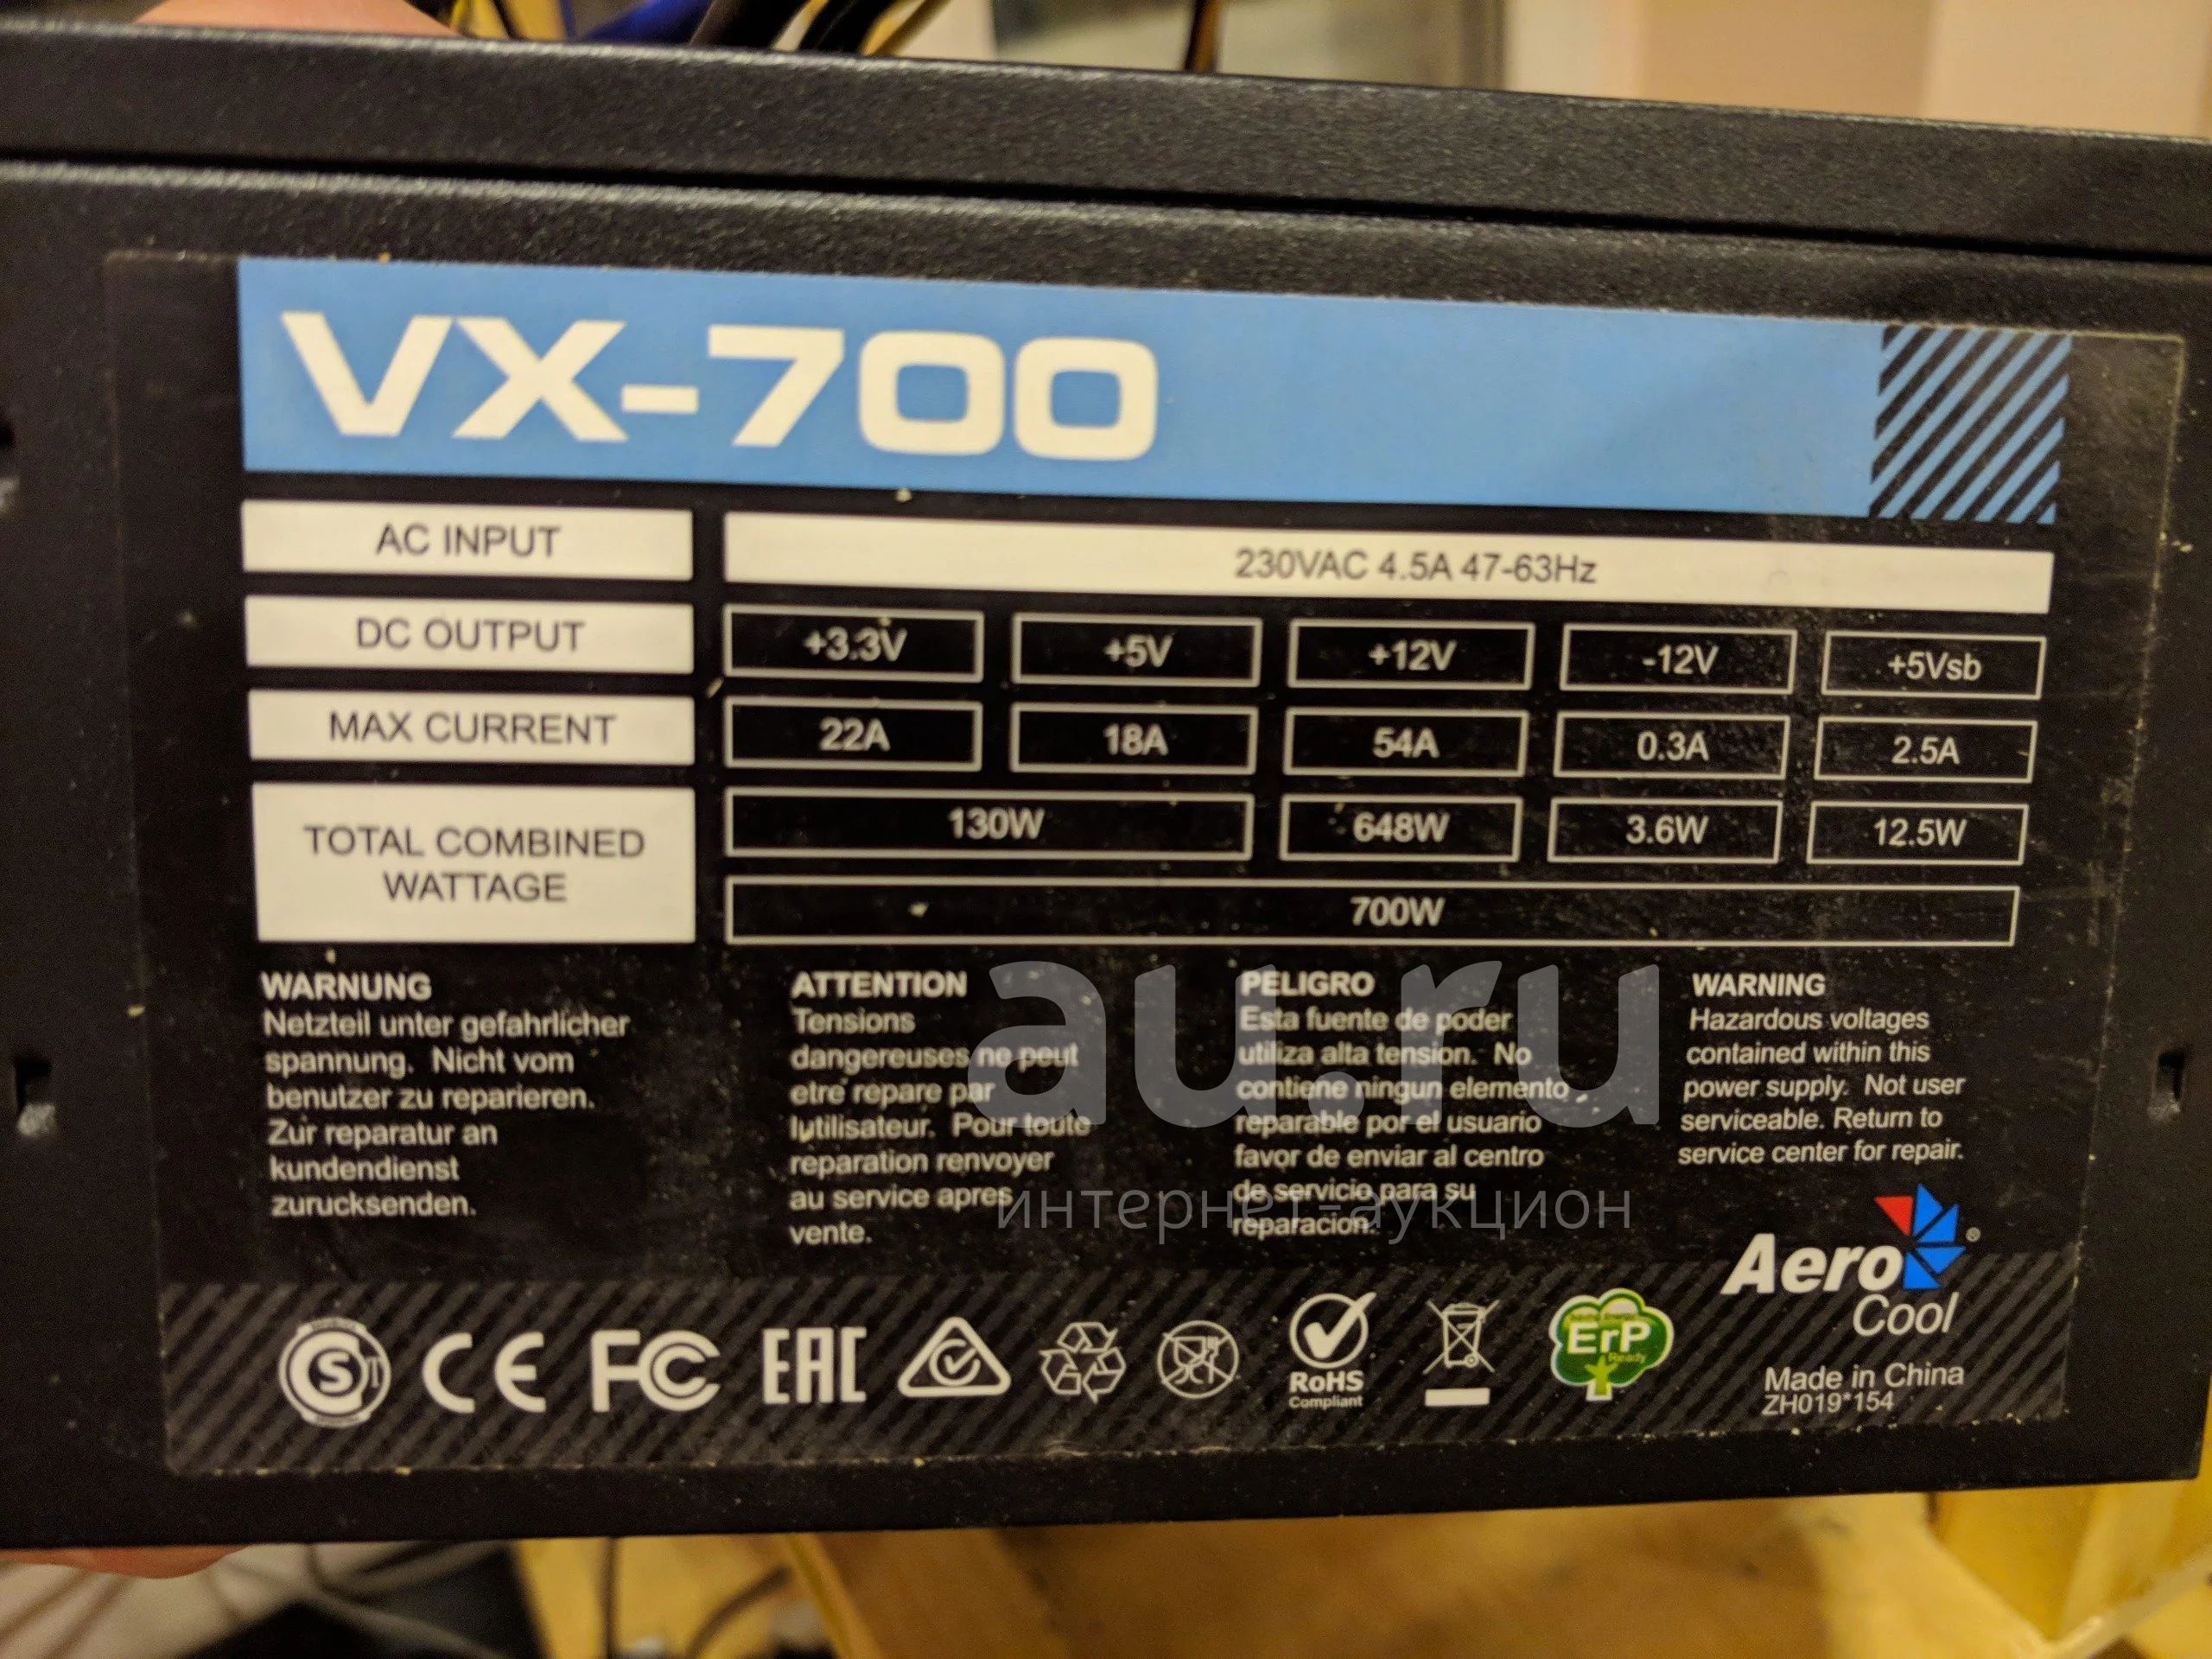 VX-700
AC INPUT
230VAC 4.5A 47-63Hz
DC OUTPUT
+3.3V
+5V
+12V
-12V
+5Vsb
MAX CURRENT
22A
18A
54A
0.3A
2.5A
TOTAL COMBINED
WATTAGE
130W
648W
3.6W
12.5W
700W
WARNUNG
Netzteil unter gefahrlicher
spannung. Nicht vom
benutzer zu reparieren.
Zur reparatur an
kundendienst
zurucksenden.
ATTENTION
Tensions
dangereuses ne peut
etre repare par
lutilisateur. Pour toute
reparation renvoyer
au service apres
vente.
PELIGRO
Esta fuente de poder
utiliza alta tension. No
contiene ningun elemento
reparable por el usuario
favor de enviar al centro
de servicio para su
reparacion.
WARNING
Hazardous voltages
contained within this
power supply. Not user
serviceable. Return to
service center for repair.
au.ru
интернет-аукцион
Aero
Cool
®
S
CE
FC
EAC
RoHS
Compliant
ErP
Ready
Made in China
ZH019*154